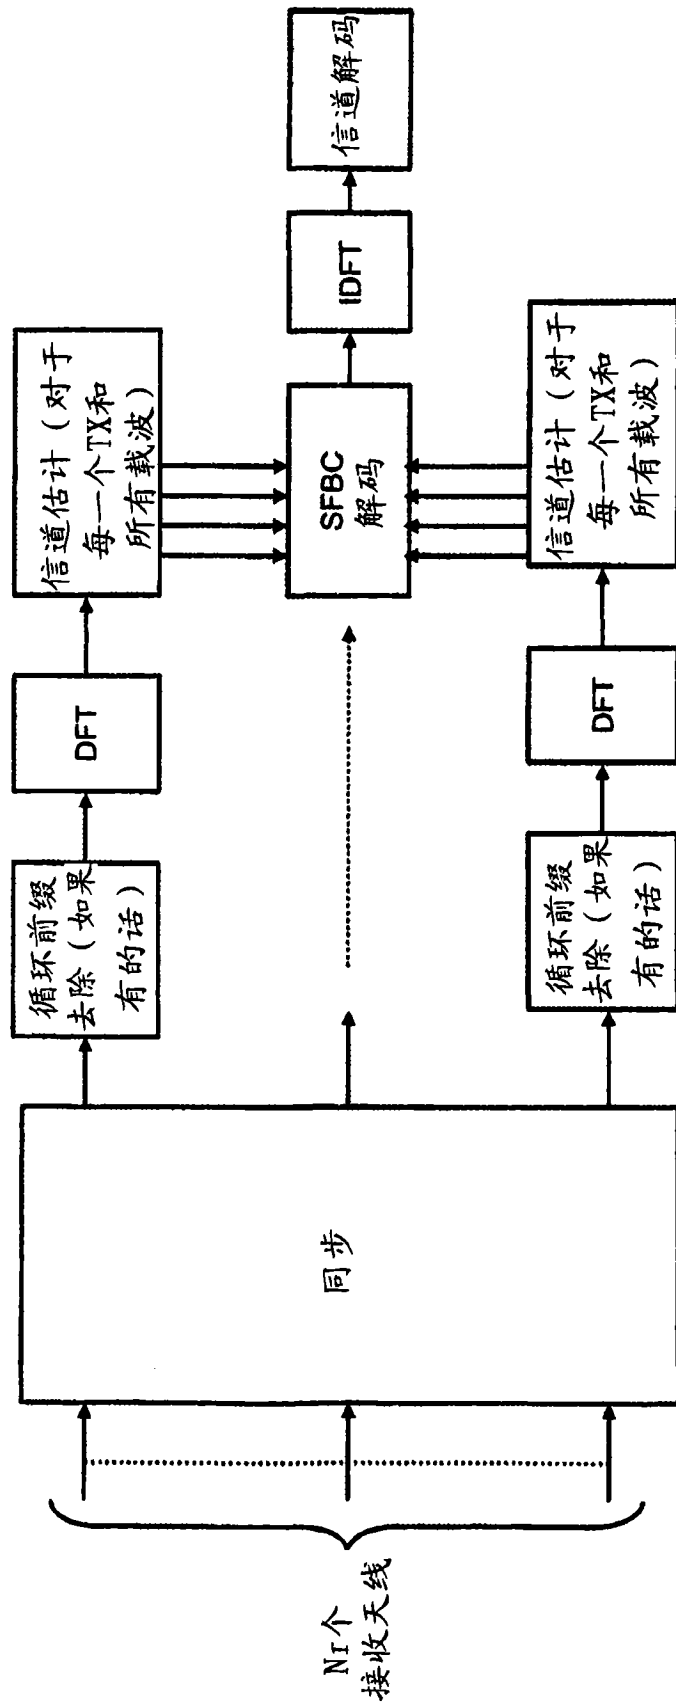 Nr个
接收天线
同步
循环前缀
去除(如果
有的话)
DFT
信道估计(对于
每一个TX和
所有载波)
SFBC
解码
IDFT
信道解码
循环前缀
去除(如果
有的话)
DFT
信道估计(对于
每一个TX和
所有载波)